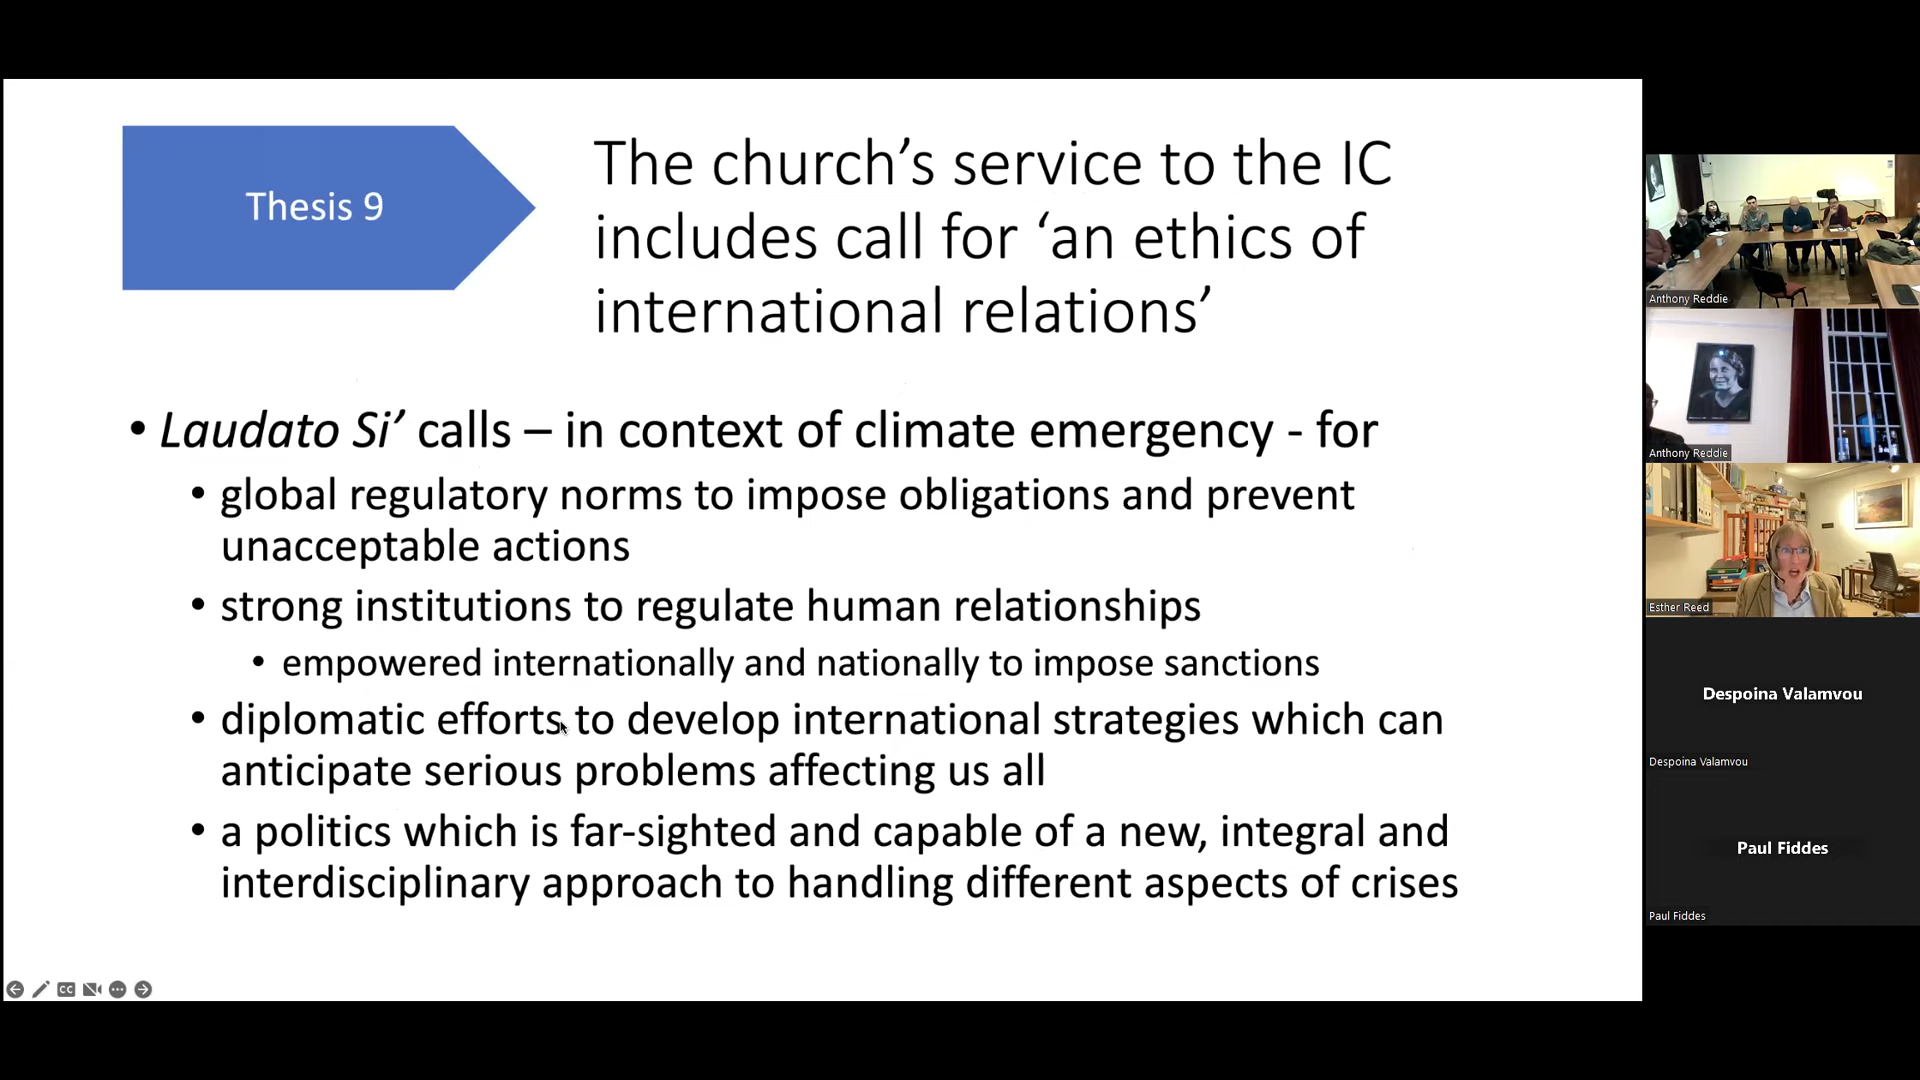 Thesis 9
The church’s service to the IC
includes call for ‘an ethics of
international relations’
• Laudato Si’ calls – in context of climate emergency - for
• global regulatory norms to impose obligations and prevent
unacceptable actions
• strong institutions to regulate human relationships
• empowered internationally and nationally to impose sanctions
• diplomatic efforts to develop international strategies which can
anticipate serious problems affecting us all
• a politics which is far-sighted and capable of a new, integral and
interdisciplinary approach to handling different aspects of crises
CC
Anthony Reddie
Anthony Reddie
Esther Reed
Despoina Valamvou
Despoina Valamvou
Paul Fiddes
Paul Fiddes